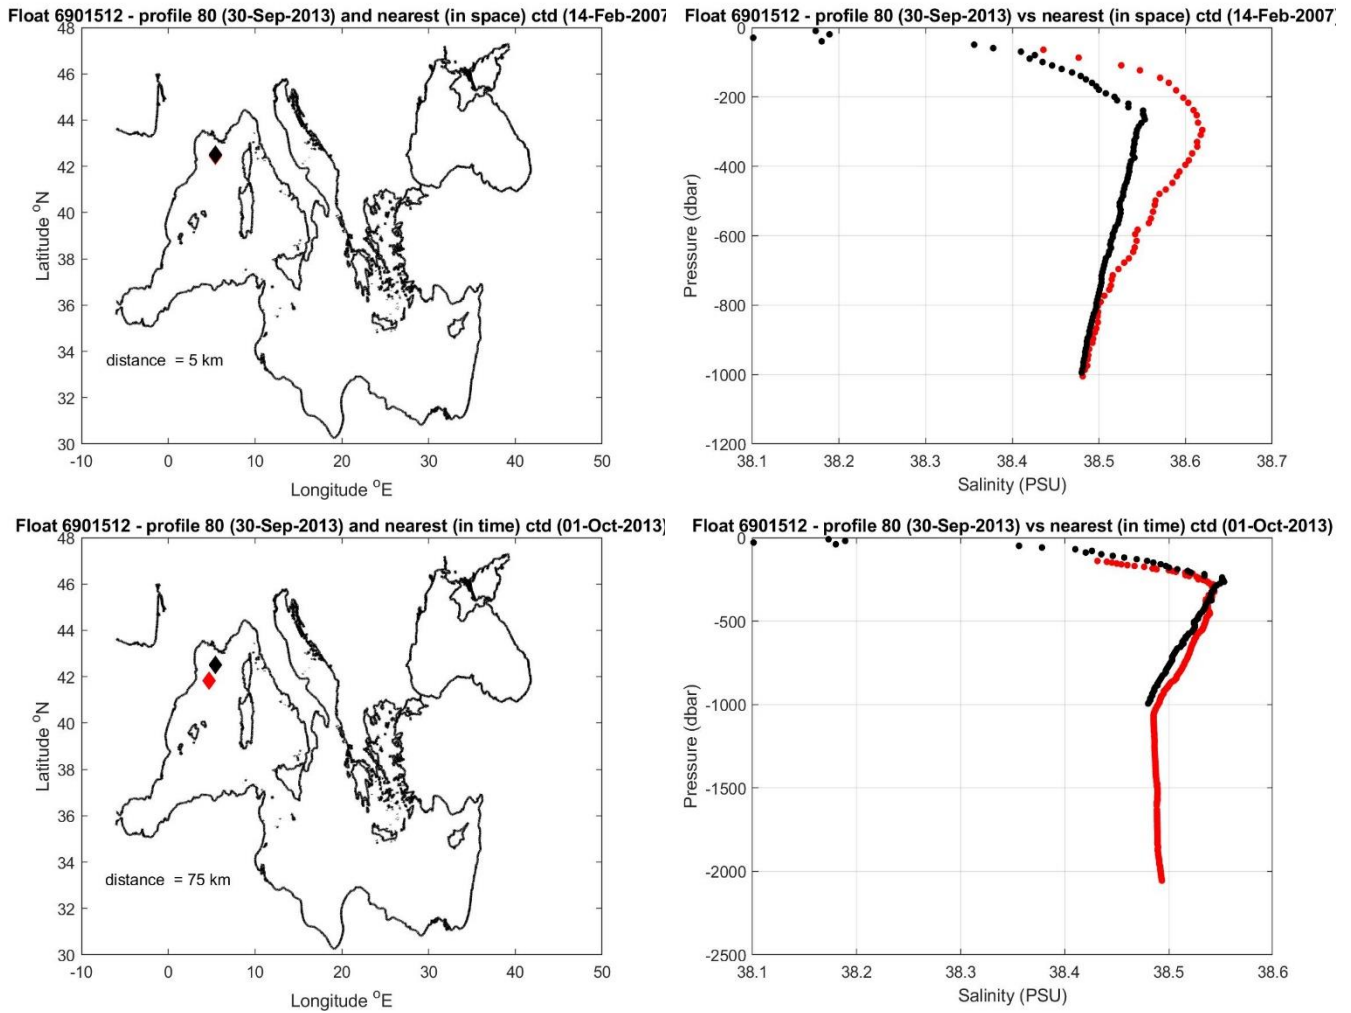 Float 6901512 - profile 80 (30-Sep-2013) and nearest (in space) ctd (14-Feb-2007
48
46
44
42
40
38
36
34
32
30
Latitude °N
distance = 5 km
-10 0 10 20 30 40 50
Longitude °E
Float 6901512 - profile 80 (30-Sep-2013) vs nearest (in space) ctd (14-Feb-2007)
0
-200
-400
-600
-800
-1000
-1200
Pressure (dbar)
38.1 38.2 38.3 38.4 38.5 38.6 38.7
Salinity (PSU)
Float 6901512 - profile 80 (30-Sep-2013) and nearest (in time) ctd (01-Oct-2013)
48
46
44
42
40
38
36
34
32
30
Latitude °N
distance = 75 km
-10 0 10 20 30 40 50
Longitude °E
Float 6901512 - profile 80 (30-Sep-2013) vs nearest (in time) ctd (01-Oct-2013)
0
-500
-1000
-1500
-2000
-2500
Pressure (dbar)
38.1 38.2 38.3 38.4 38.5 38.6
Salinity (PSU)